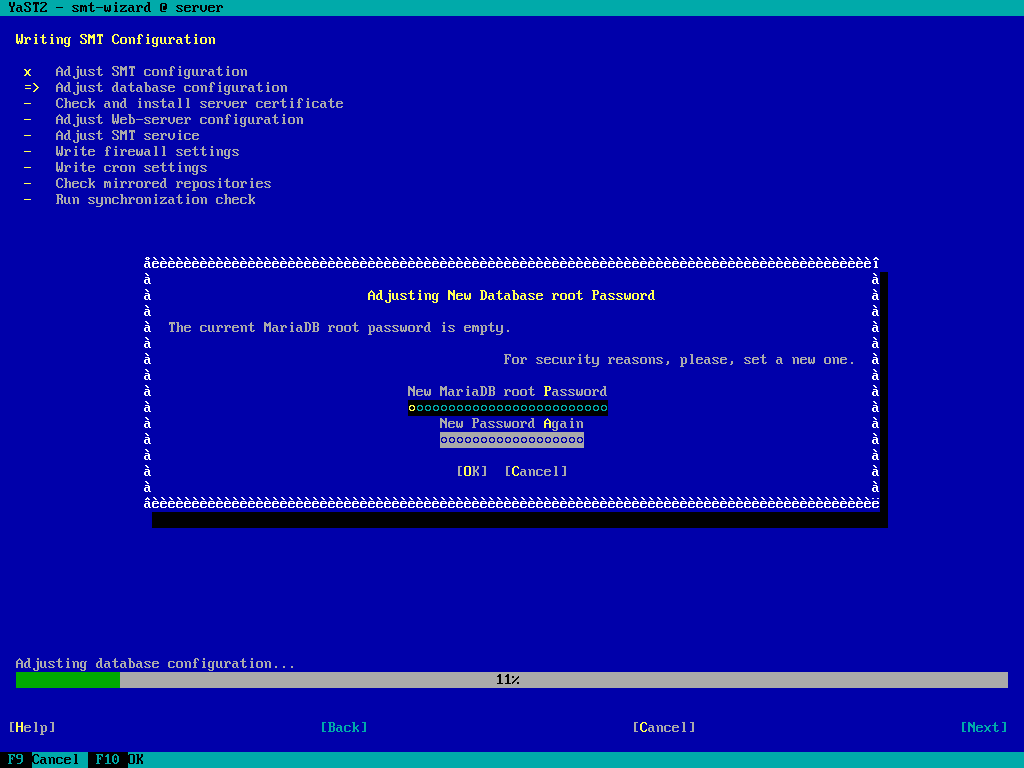 YaST2 - smt-wizard @ server
Writing SMT Configuration
x Adjust SMT configuration
=> Adjust database configuration
- Check and install server certificate
- Adjust Web-server configuration
- Adjust SMT service
- Write firewall settings
- Write cron settings
- Check mirrored repositories
- Run synchronization check
Adjusting New Database root Password
The current MariaDB root password is empty.
For security reasons, please, set a new one.
New MariaDB root Password
New Password Again
[OK] [Cancel]
Adjusting database configuration...
11%
[Help] [Back] [Cancel] [Next]
F9 Cancel F10 OK